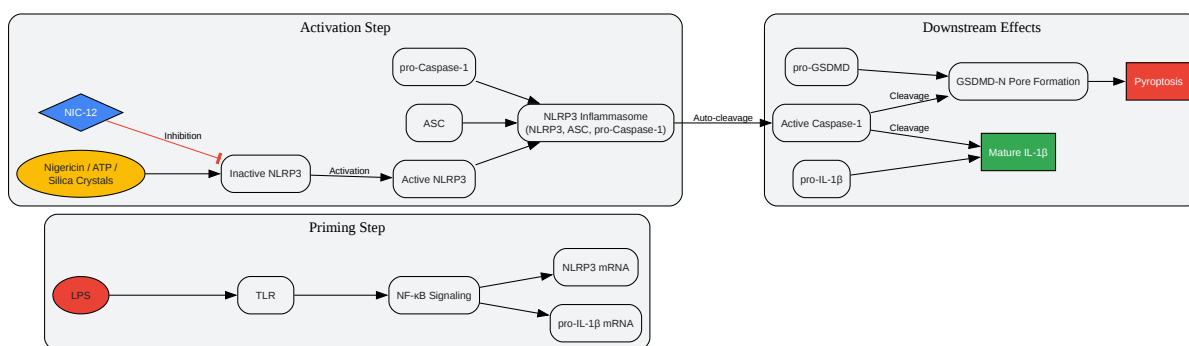 Activation Step
pro-Caspase-1
NIC-12
Inhibition
ASC
NLRP3 Inflammasome
(NLRP3, ASC, pro-Caspase-1)
Nigericin / ATP /
Silica Crystals
Inactive NLRP3
Activation
Active NLRP3
Auto-cleavage
Downstream Effects
pro-GSDMD
GSDMD-N Pore Formation
Pyroptosis
Cleavage
Active Caspase-1
Cleavage
Mature IL-1β
pro-IL-1β
Priming Step
LPS
TLR
NF-κB Signaling
NLRP3 mRNA
pro-IL-1β mRNA